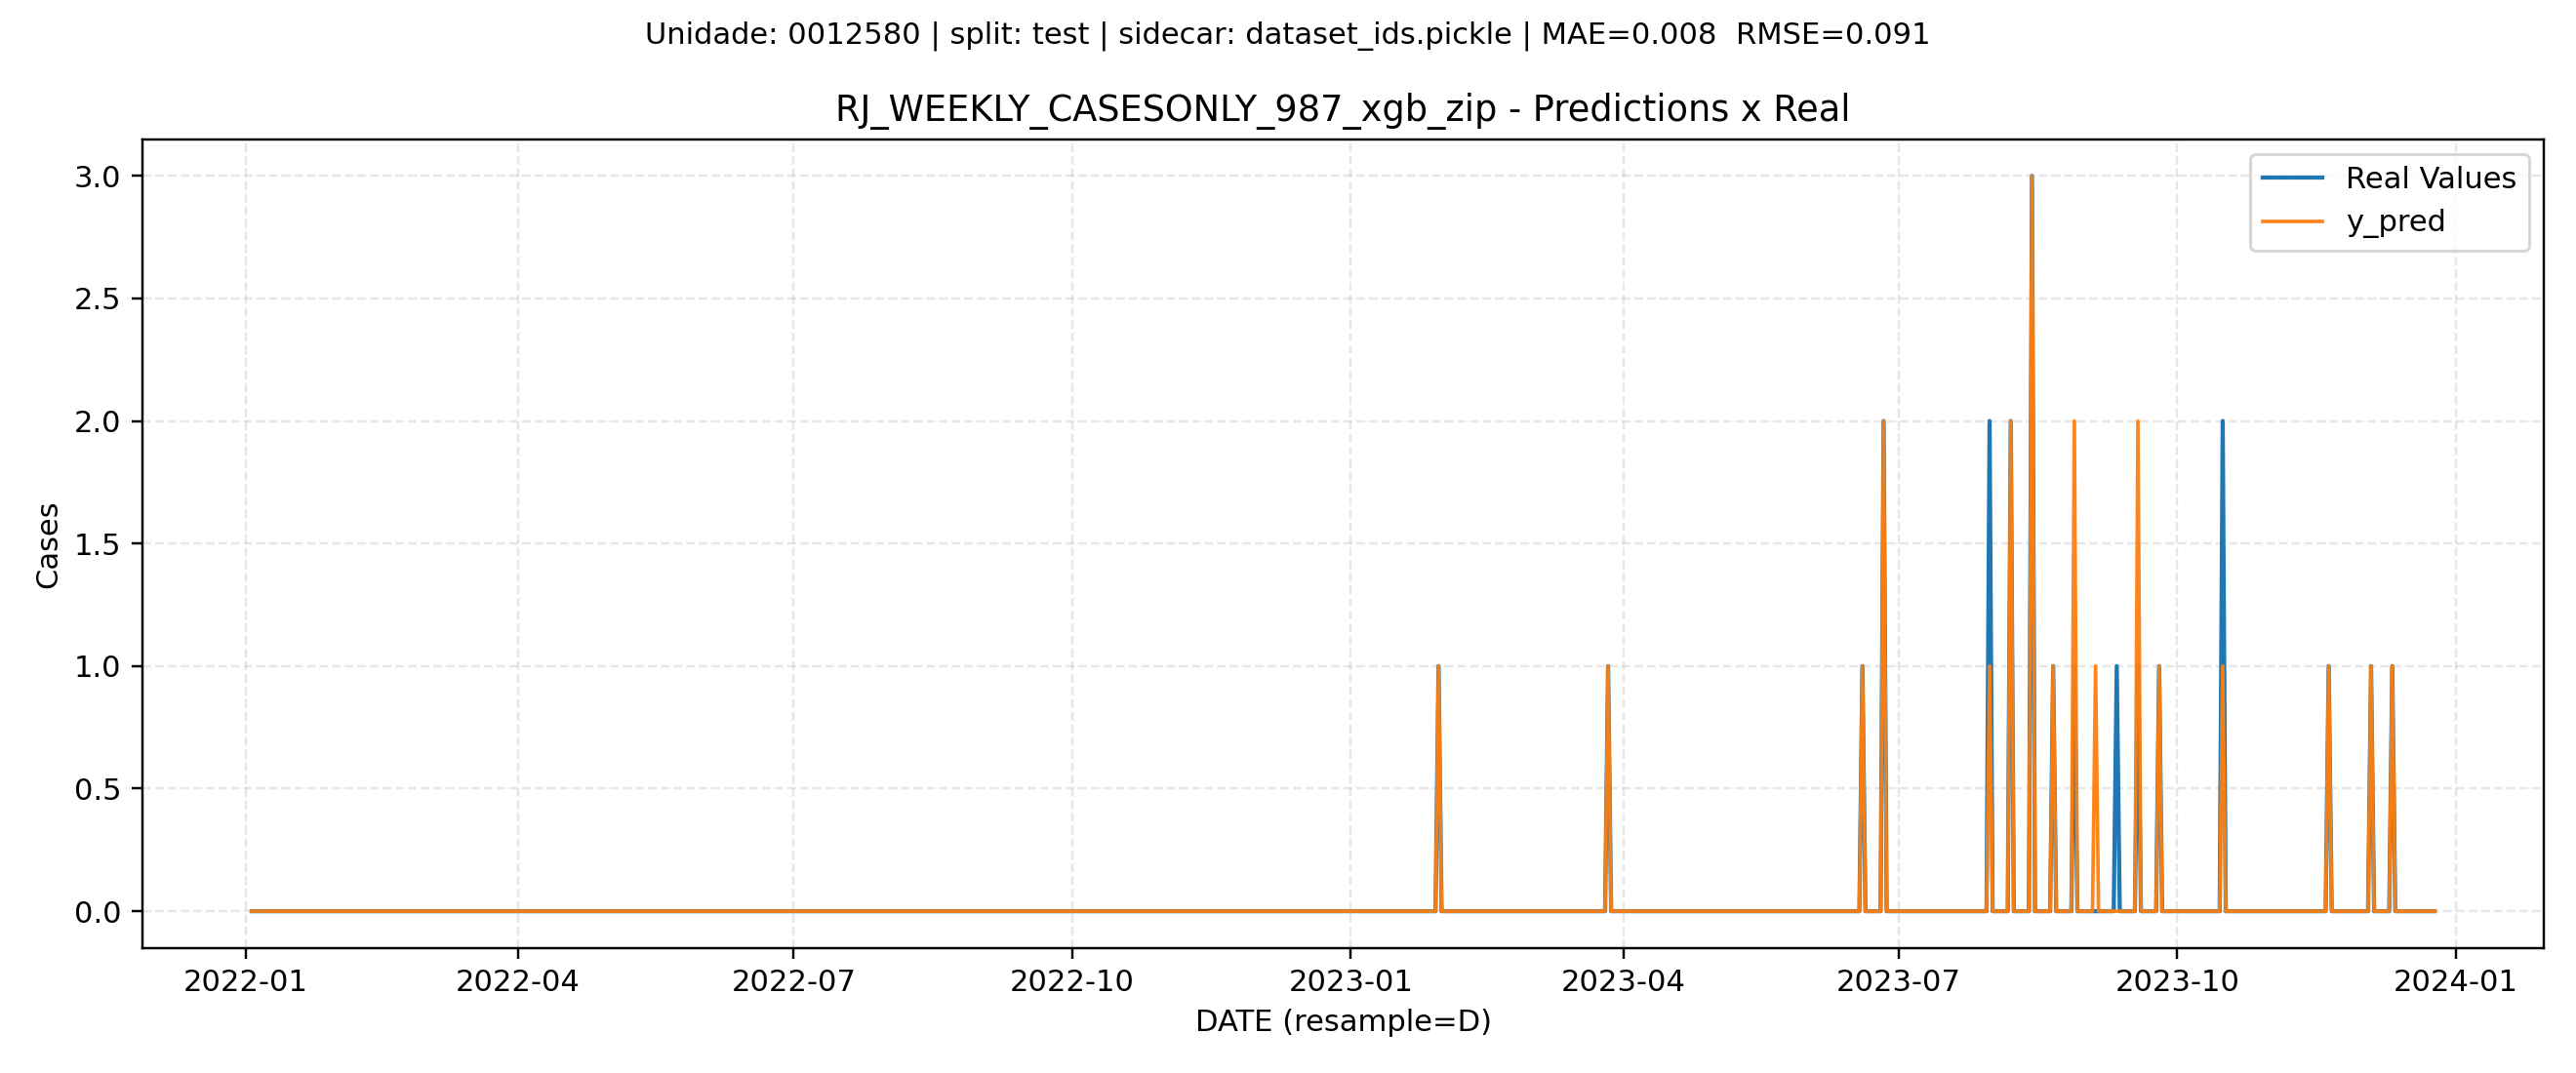 Unidade: 0012580 | split: test | sidecar: dataset_ids.pickle | MAE=0.008  RMSE=0.091
RJ_WEEKLY_CASESONLY_987_xgb_zip - Predictions x Real
Real Values
y_pred
Cases
3.0
2.5
2.0
1.5
1.0
0.5
0.0
2022-01
2022-04
2022-07
2022-10
2023-01
2023-04
2023-07
2023-10
2024-01
DATE (resample=D)